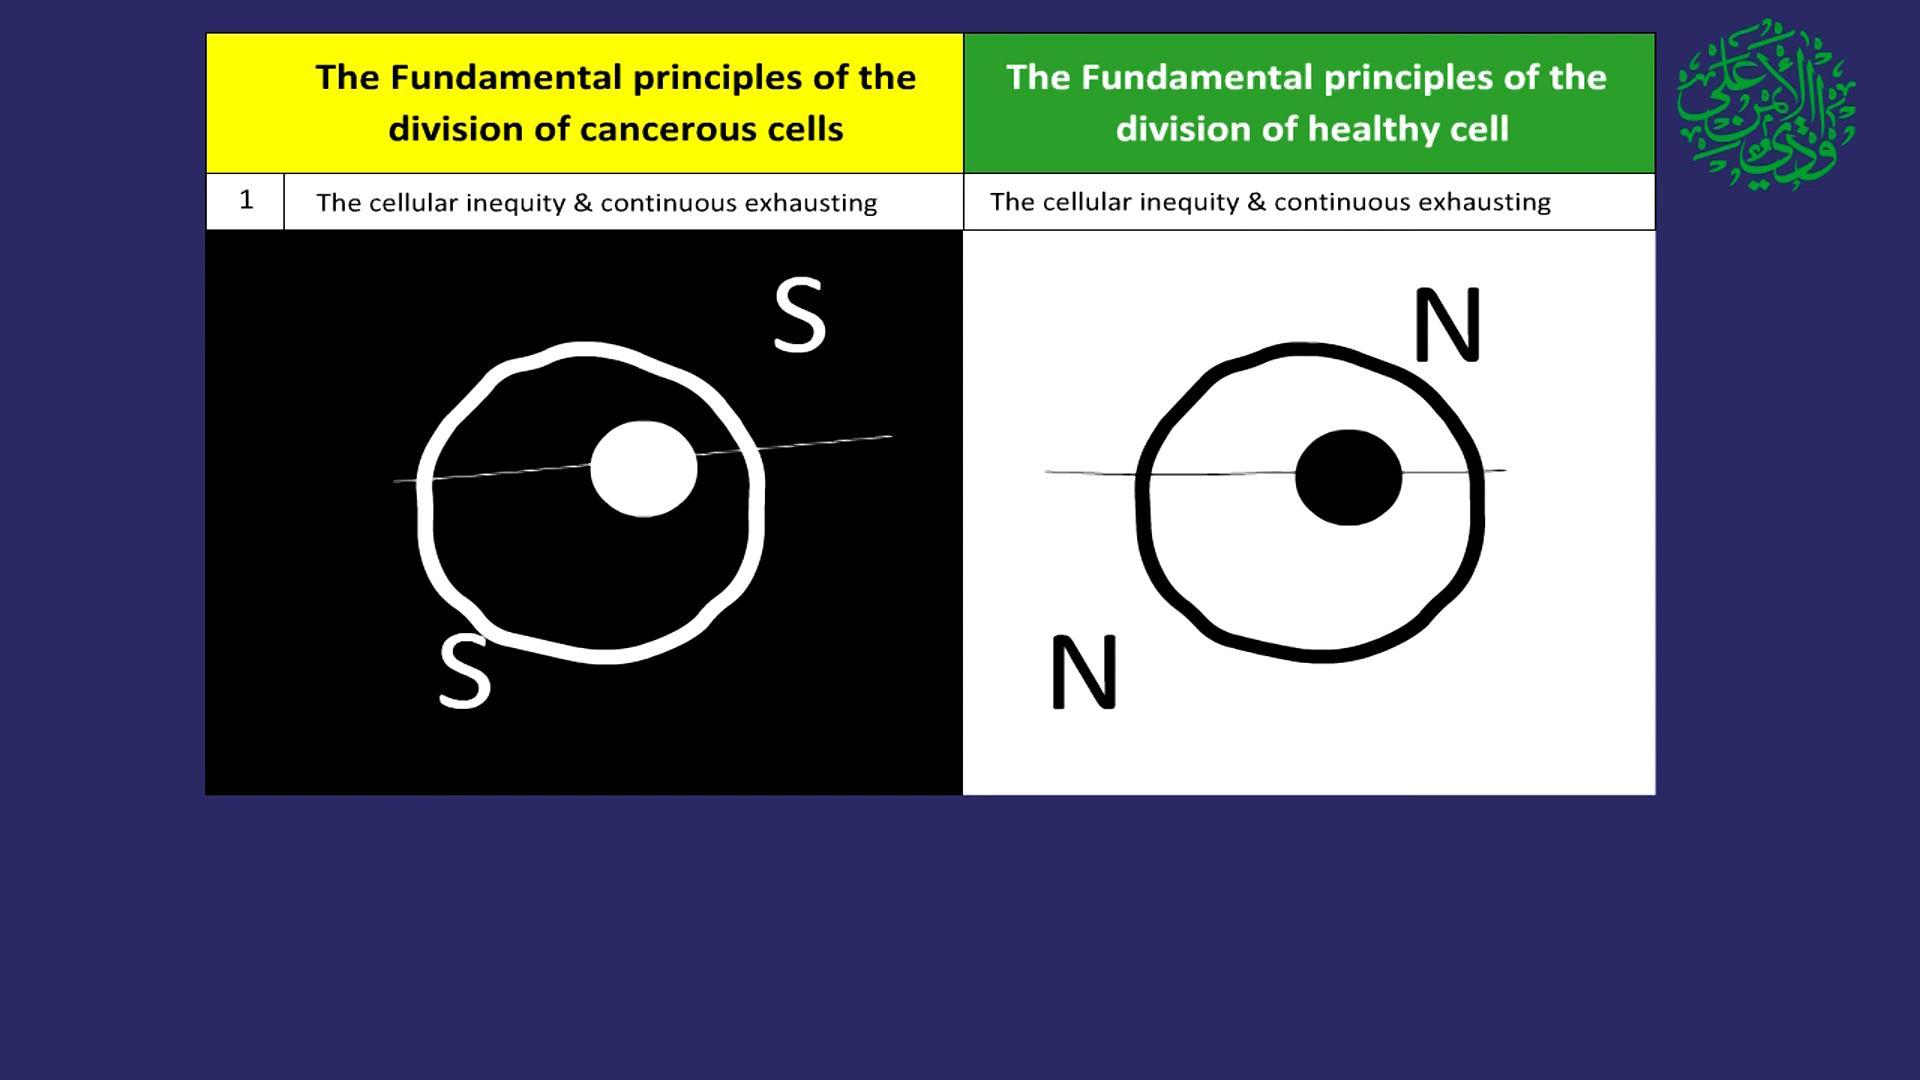 The Fundamental principles of the
division of cancerous cells
The Fundamental principles of the
division of healthy cell
1 The cellular inequity & continuous exhausting
The cellular inequity & continuous exhausting
S
N
S
N